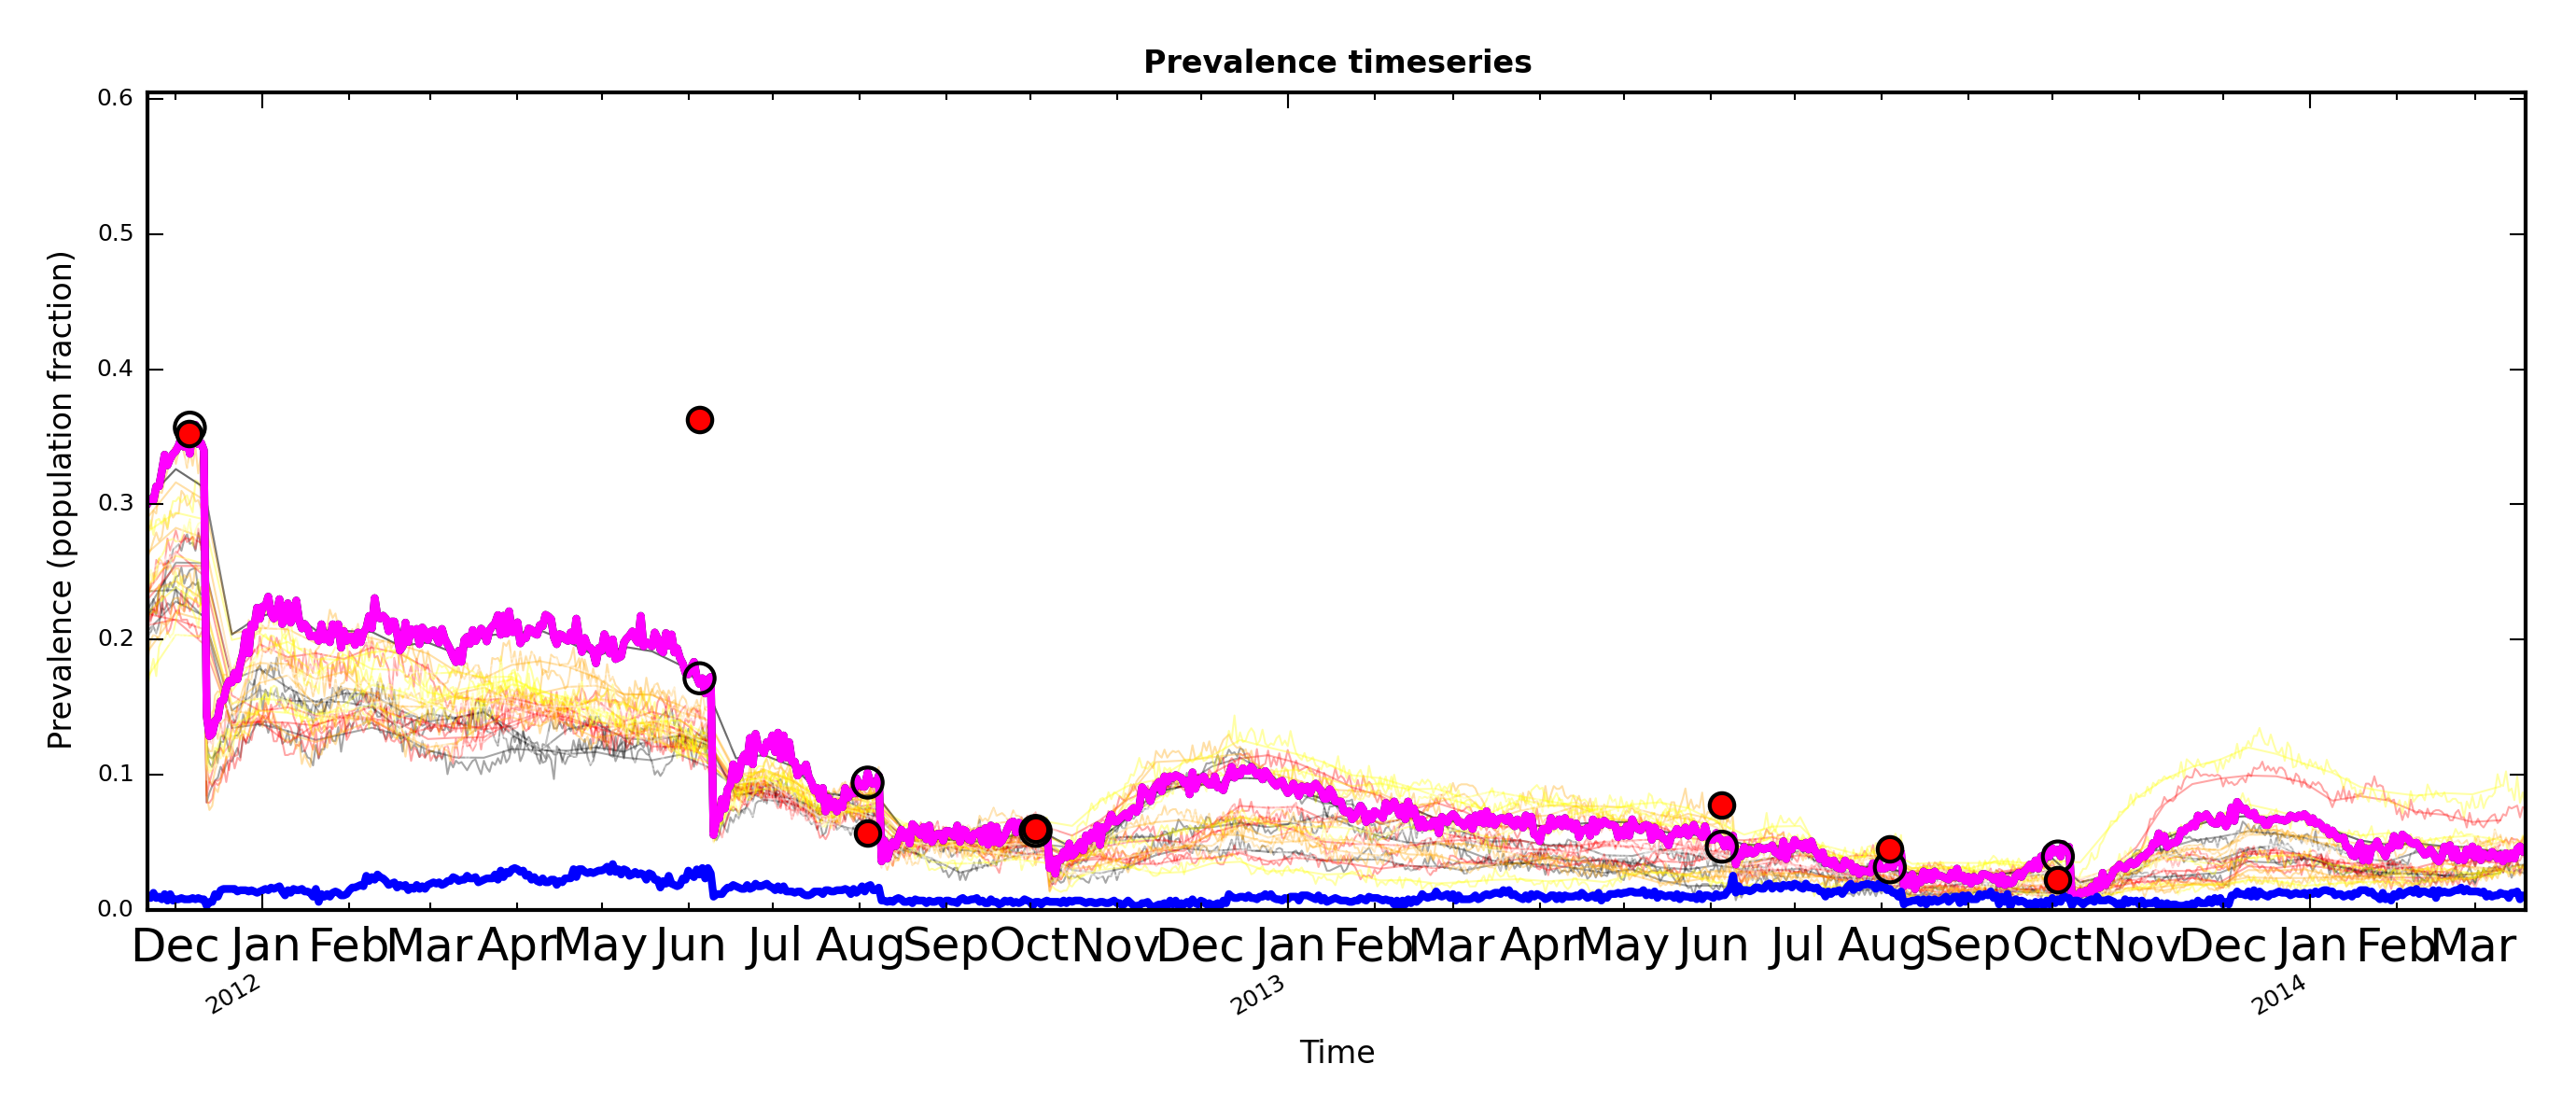 Prevalence timeseries
Prevalence (population fraction)
0.6
0.5
0.4
0.3
0.2
0.1
0.0
Dec Jan Feb Mar Apr May Jun Jul Aug Sep Oct Nov Dec Jan Feb Mar Apr May Jun Jul Aug Sep Oct Nov Dec Jan Feb Mar
2012 2013 2014
Time